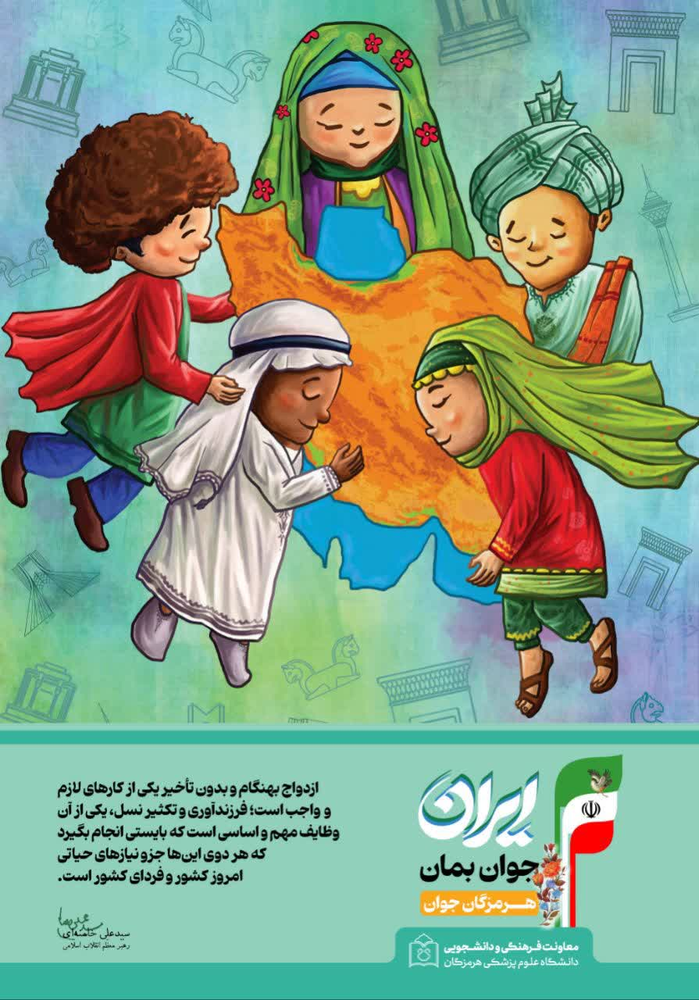 ازدواج بهنگام و بدون تأخیر یکی از کارهای لازم
و واجب است؛ فرزندآوری و تکثیر نسل، یکی از آن
وظایف مهم و اساسی است که بایستی انجام بگیرد
که هر دوی این‌ها جزو نیازهای حیاتی
امروز کشور و فردای کشور است.
سیدعلی خامنه‌ای
رهبر معظم انقلاب اسلامی
ایران
جوان بمان
هرمزگان جوان
معاونت فرهنگی و دانشجویی
دانشگاه علوم پزشکی هرمزگان